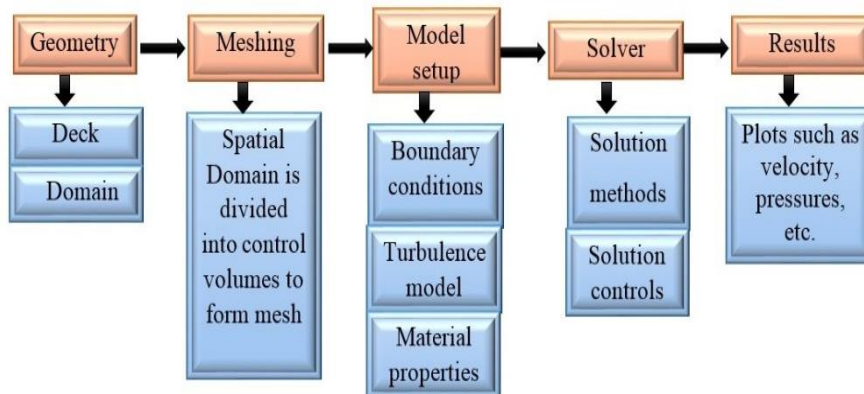 Geometry
Meshing
Model
setup
Solver
Results
Deck
Domain
Spatial
Domain is
divided
into control
volumes to
form mesh
Boundary
conditions
Turbulence
model
Material
properties
Solution
methods
Solution
controls
Plots such as
velocity,
pressures,
etc.